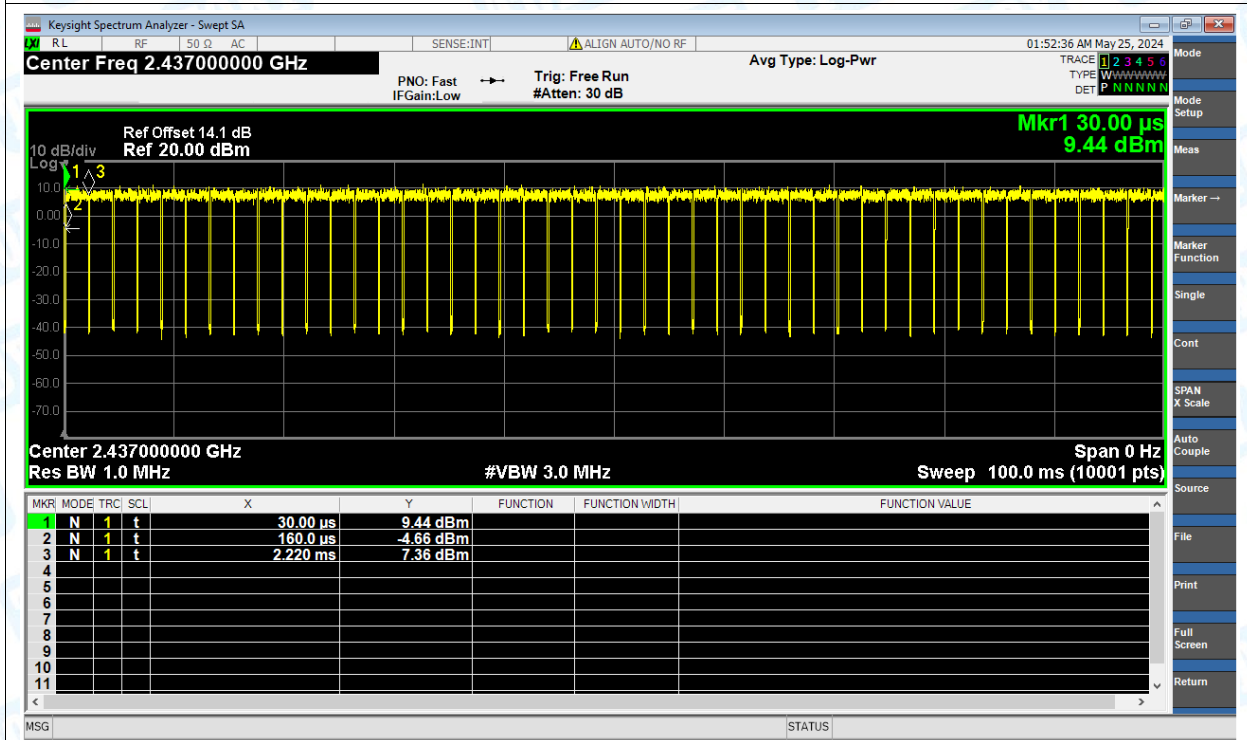 Keysight Spectrum Analyzer - Swept SA
LXI RL RF 50 Ω AC SENSE:INT ALIGN AUTO/NO RF 01:52:36 AM May 25, 2024
Center Freq 2.437000000 GHz
PNO: Fast
IFGain:Low
Trig: Free Run
#Atten: 30 dB
Avg Type: Log-Pwr
TRACE 1 2 3 4 5 6
TYPE WWWWWWW
DET P N N N N N
Mkr1 30.00 µs
9.44 dBm
Ref Offset 14.1 dB
10 dB/div Ref 20.00 dBm
Log
1 3
2
10.0
0.00
-10.0
-20.0
-30.0
-40.0
-50.0
-60.0
-70.0
Center 2.437000000 GHz Span 0 Hz
Res BW 1.0 MHz #VBW 3.0 MHz Sweep 100.0 ms (10001 pts)
MKR MODE TRC SCL X Y FUNCTION FUNCTION WIDTH FUNCTION VALUE
1 N 1 t 30.00 µs 9.44 dBm
2 N 1 t 160.0 µs -4.66 dBm
3 N 1 t 2.220 ms 7.36 dBm
4
5
6
7
8
9
10
11
MSG STATUS
Mode
Mode
Setup
Meas
Marker →
Marker
Function
Single
Cont
SPAN
X Scale
Auto
Couple
Source
File
Print
Full
Screen
Return